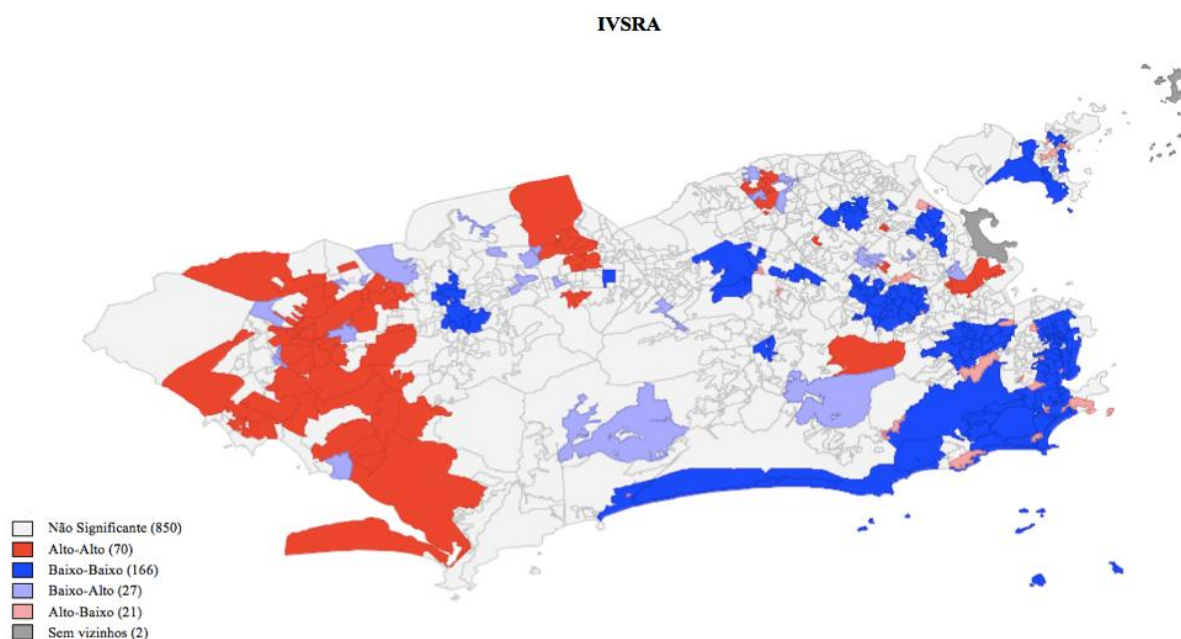 IVSRA
Não Significante (850)
Alto-Alto (70)
Baixo-Baixo (166)
Baixo-Alto (27)
Alto-Baixo (21)
Sem vizinhos (2)